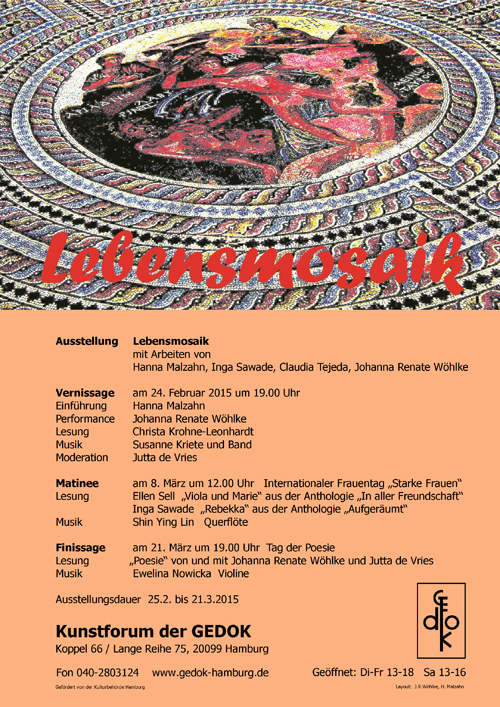 Lebensmosaik
Ausstellung Lebensmosaik
mit Arbeiten von
Hanna Malzahn, Inga Sawade, Claudia Tejeda, Johanna Renate Wöhlke
Vernissage am 24. Februar 2015 um 19.00 Uhr
Einführung Hanna Malzahn
Performance Johanna Renate Wöhlke
Lesung Christa Krohne-Leonhardt
Musik Susanne Kriete und Band
Moderation Jutta de Vries
Matinee am 8. März um 12.00 Uhr Internationaler Frauentag „Starke Frauen“
Lesung Ellen Sell „Viola und Marie“ aus der Anthologie „In aller Freundschaft“
Inga Sawade „Rebekka“ aus der Anthologie „Aufgeräumt“
Musik Shin Ying Lin Querflöte
Finissage am 21. März um 19.00 Uhr Tag der Poesie
Lesung „Poesie“ von und mit Johanna Renate Wöhlke und Jutta de Vries
Musik Ewelina Nowicka Violine
Ausstellungsdauer 25.2. bis 21.3.2015
GEDOK
Kunstforum der GEDOK
Koppel 66 / Lange Reihe 75, 20099 Hamburg
Fon 040-2803124 www.gedok-hamburg.de Geöffnet: Di-Fr 13-18 Sa 13-16
Gefördert von der Kulturbehörde Hamburg Layout: J.R.Wöhlke, H. Malzahn